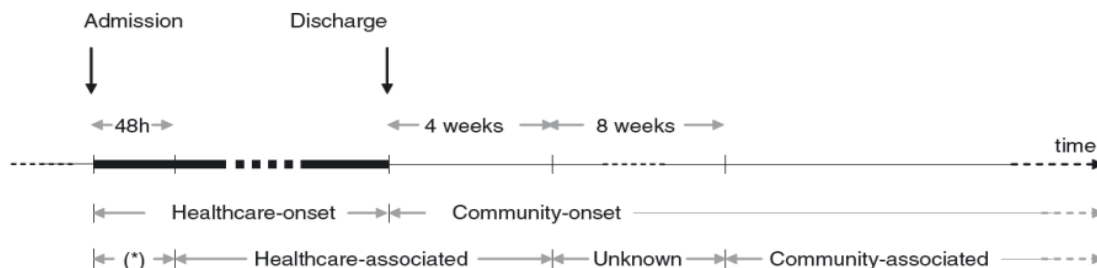 Admission Discharge
48h 4 weeks 8 weeks
time
Healthcare-onset Community-onset
(*) Healthcare-associated Unknown Community-associated